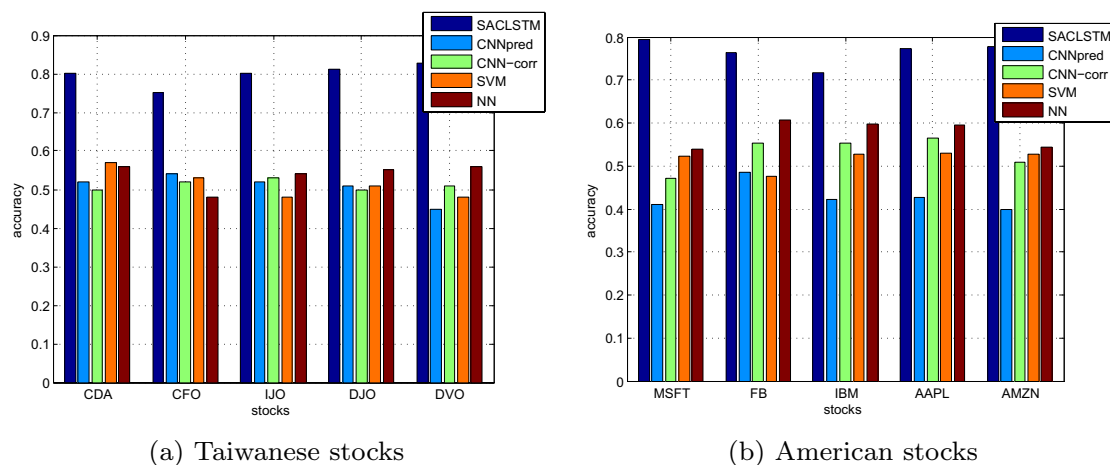 SACLSTM
CNNpred
CNN−corr
SVM
NN
0.9
0.8
0.7
0.6
0.5
0.4
0.3
0.2
0.1
0
accuracy
CDA CFO IJO DJO DVO
stocks
(a) Taiwanese stocks
SACLSTM
CNNpred
CNN−corr
SVM
NN
0.8
0.7
0.6
0.5
0.4
0.3
0.2
0.1
0
accuracy
MSFT FB IBM AAPL AMZN
stocks
(b) American stocks